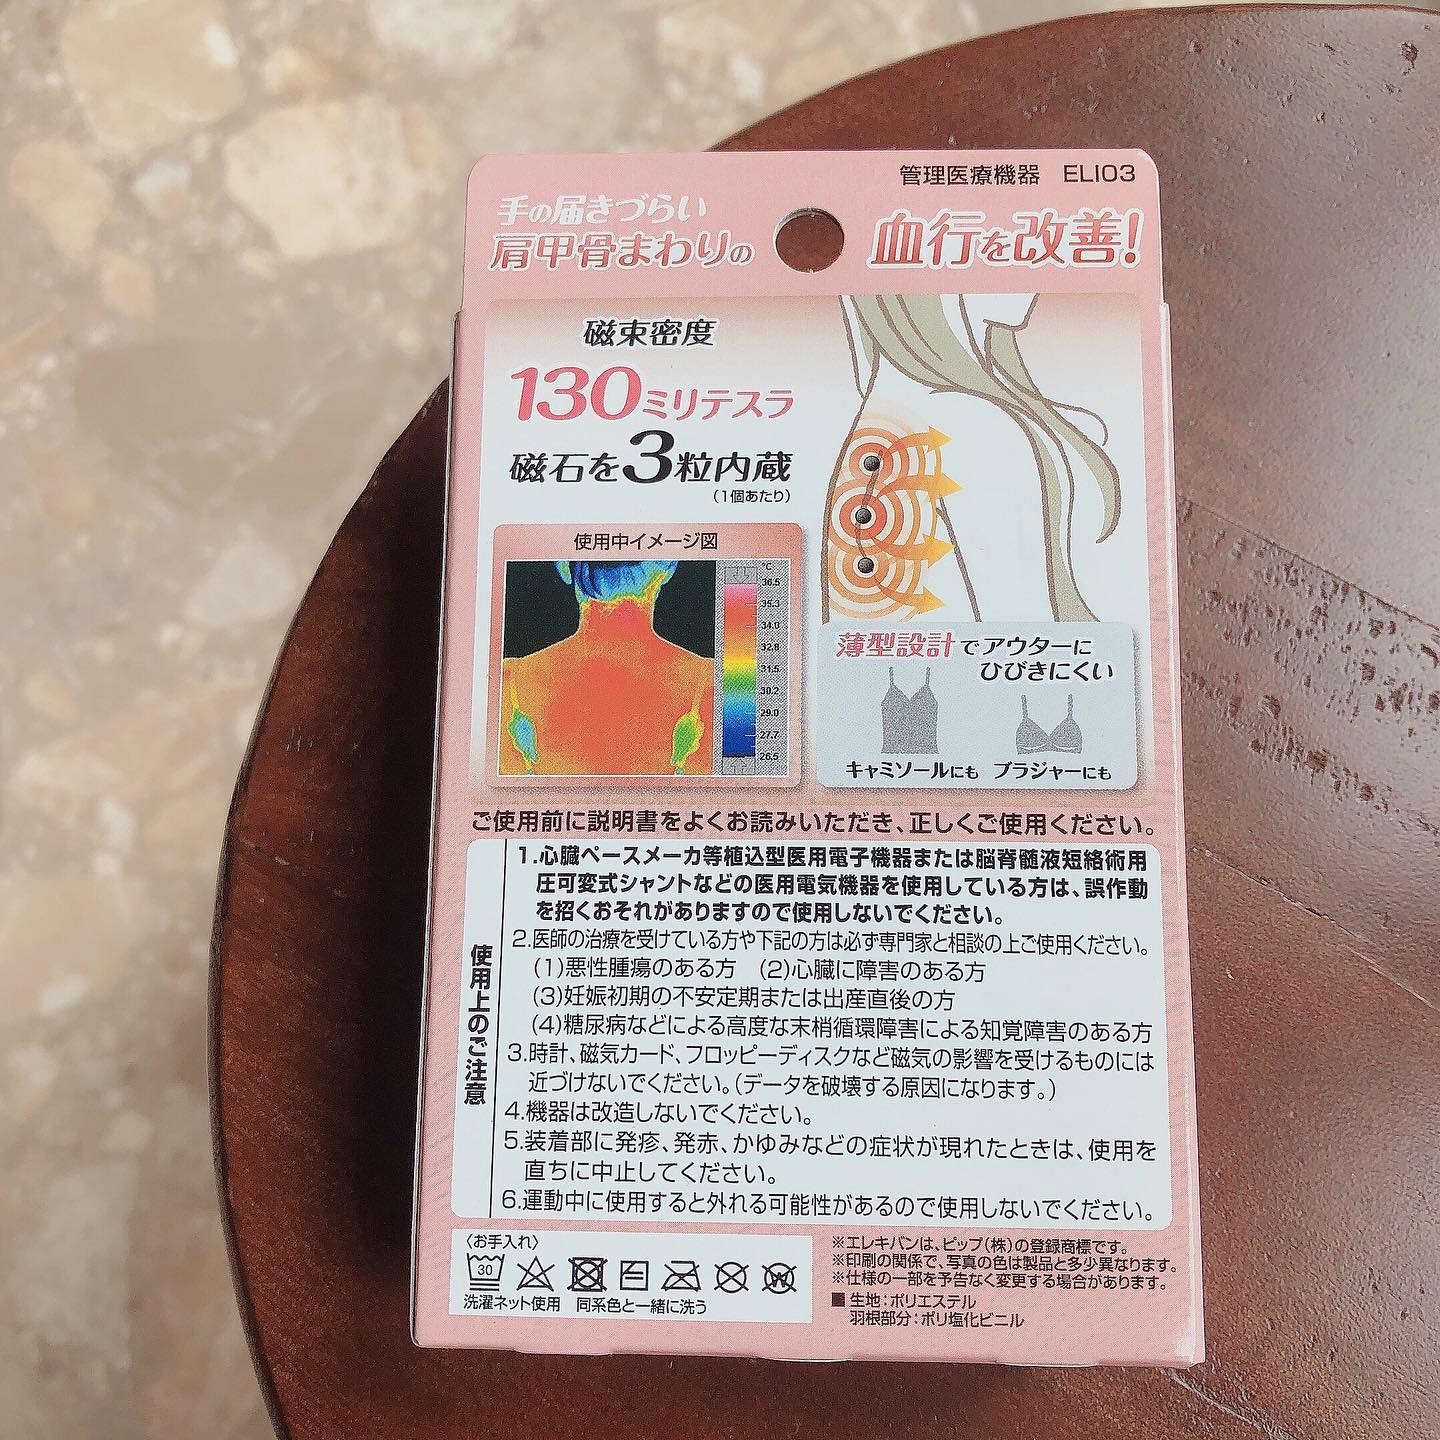 管理医療機器 ELI03
手の届きづらい
肩甲骨まわりの
血行を改善!
磁束密度
130ミリテスラ
磁石を3粒内蔵
(1個あたり)
使用中イメージ図
℃
36.5
35.3
34.0
32.8
31.5
30.2
29.0
27.7
26.5
薄型設計でアウターに
ひびきにくい
キャミソールにも ブラジャーにも
ご使用前に説明書をよくお読みいただき、正しくご使用ください。
使用上のご注意
1.心臓ペースメーカ等植込型医用電子機器または脳脊髄液短絡術用
圧可変式シャントなどの医用電気機器を使用している方は、誤作動
を招くおそれがありますので使用しないでください。
2.医師の治療を受けている方や下記の方は必ず専門家と相談の上ご使用ください。
(1)悪性腫瘍のある方 (2)心臓に障害のある方
(3)妊娠初期の不安定期または出産直後の方
(4)糖尿病などによる高度な末梢循環障害による知覚障害のある方
3.時計、磁気カード、フロッピーディスクなど磁気の影響を受けるものには
近づけないでください。(データを破壊する原因になります。)
4.機器は改造しないでください。
5.装着部に発疹、発赤、かゆみなどの症状が現れたときは、使用を
直ちに中止してください。
6.運動中に使用すると外れる可能性があるので使用しないでください。
〈お手入れ〉
30
W
洗濯ネット使用 同系色と一緒に洗う
※エレキバンは、ピップ(株)の登録商標です。
※印刷の関係で、写真の色は製品と多少異なります。
※仕様の一部を予告なく変更する場合があります。
■生地:ポリエステル
羽根部分:ポリ塩化ビニル